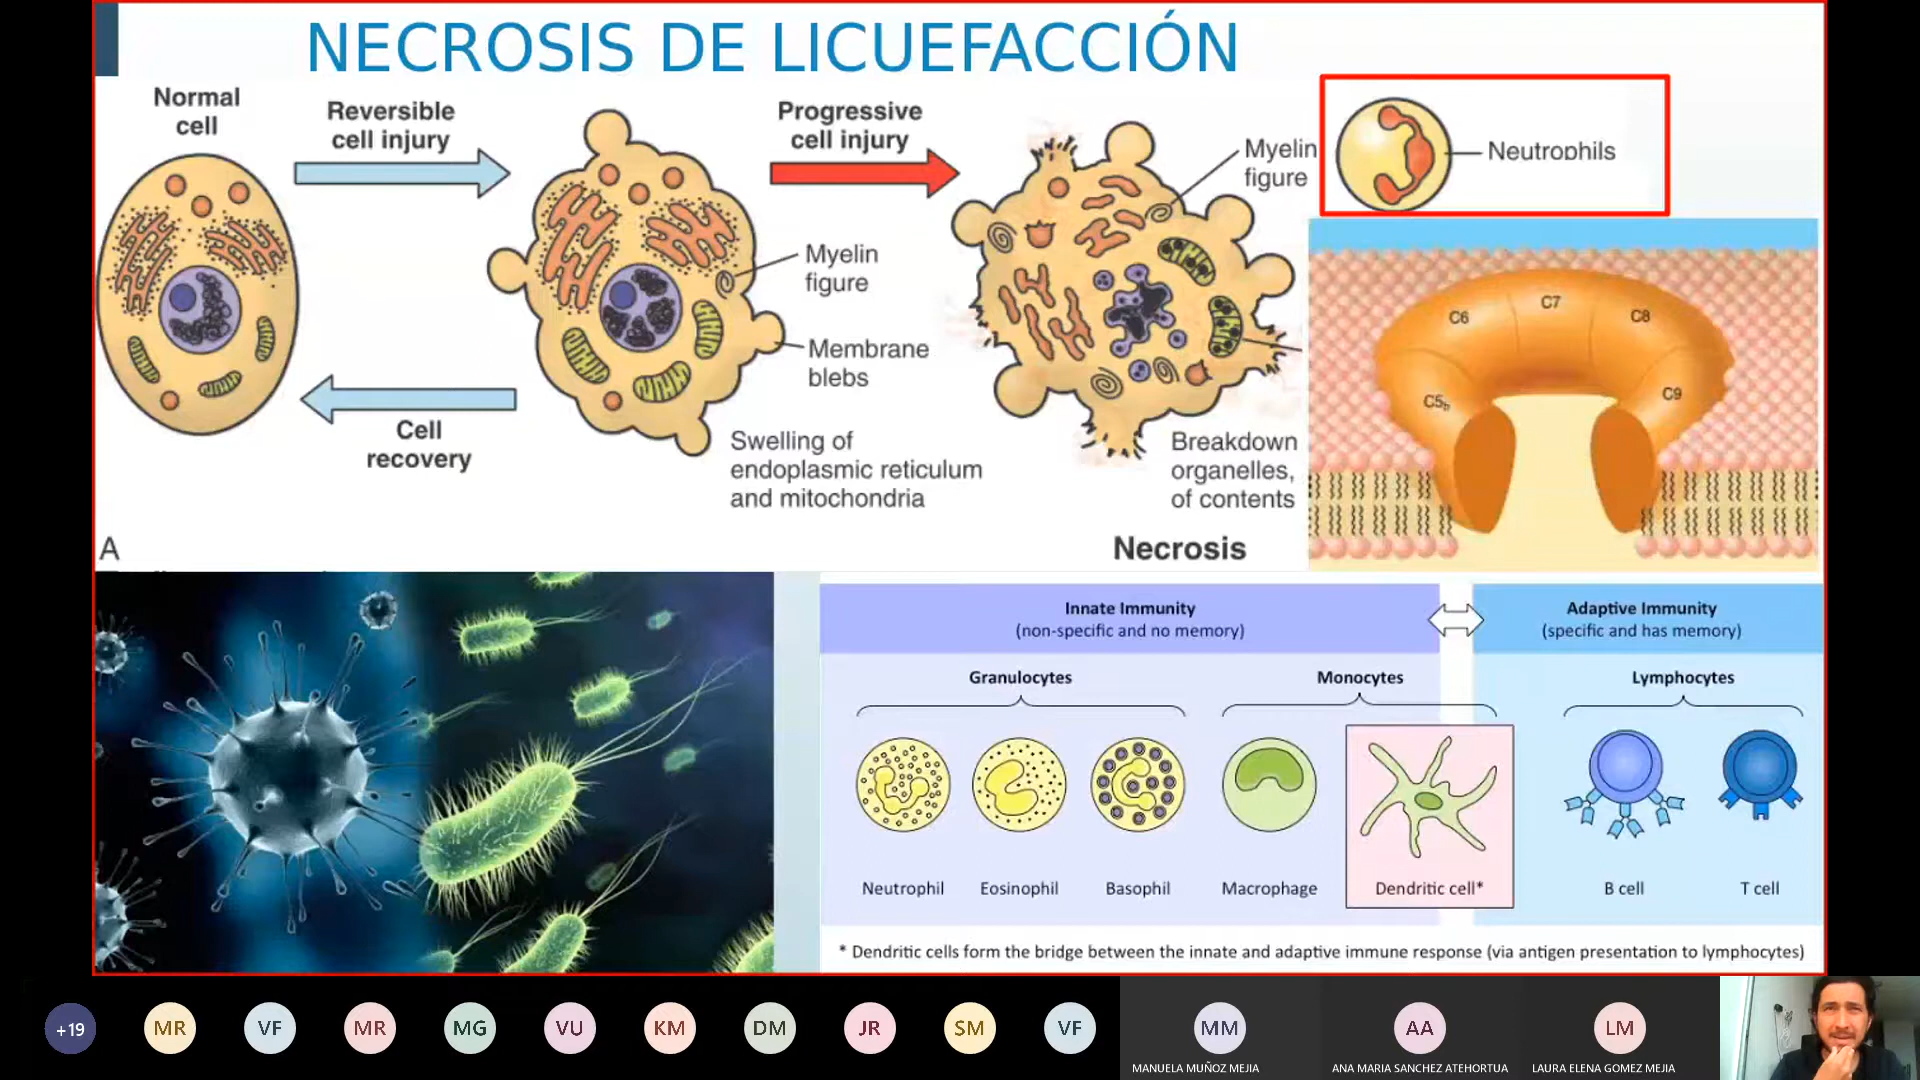 NECROSIS DE LICUEFACCIÓN
Normal
cell
Reversible
cell injury
Progressive
cell injury
Myelin
figure
Neutrophils
Myelin
figure
Membrane
blebs
Cell
recovery
Swelling of
endoplasmic reticulum
and mitochondria
Breakdown
organelles,
of contents
A
Necrosis
C5b
C6
C7
C8
C9
Innate Immunity
(non-specific and no memory)
Adaptive Immunity
(specific and has memory)
Granulocytes
Monocytes
Lymphocytes
Neutrophil
Eosinophil
Basophil
Macrophage
Dendritic cell*
B cell
T cell
* Dendritic cells form the bridge between the innate and adaptive immune response (via antigen presentation to lymphocytes)
+19
MR
VF
MR
MG
VU
KM
DM
JR
SM
VF
MM
AA
LM
MANUELA MUÑOZ MEJIA
ANA MARIA SANCHEZ ATEHORTUA
LAURA ELENA GOMEZ MEJIA